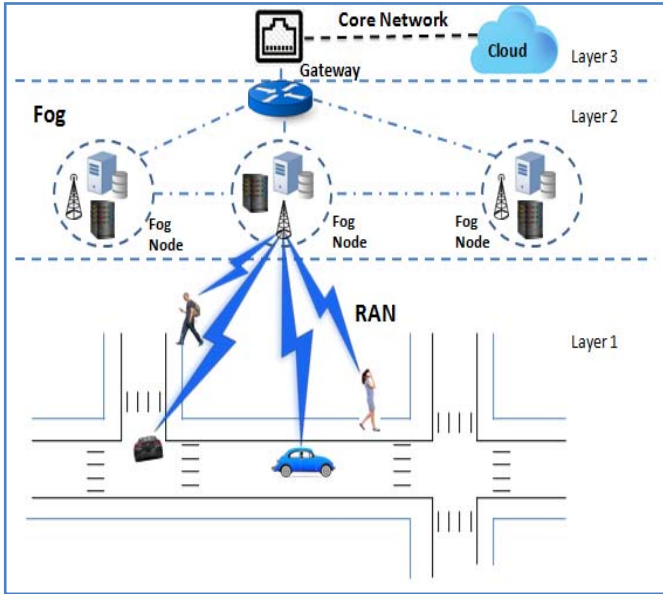 Core Network
Cloud
Layer 3
Gateway
Fog
Layer 2
Fog
Node
Fog
Node
Fog
Node
RAN
Layer 1